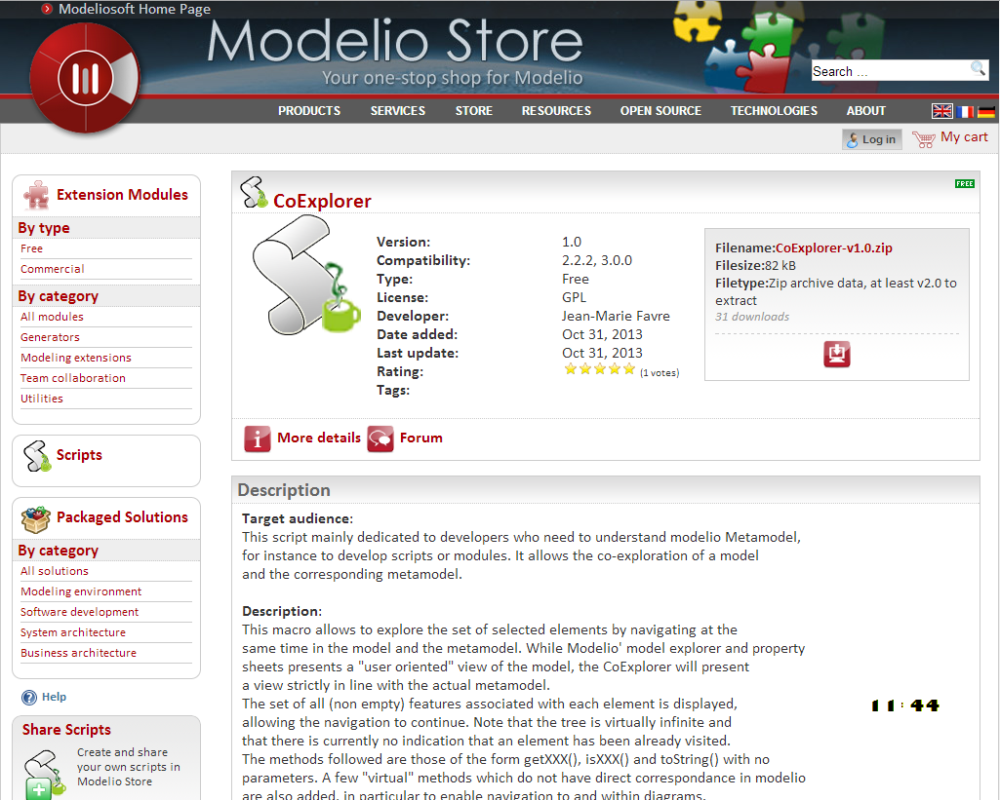 Modeliosoft Home Page
Modelio Store
Your one-stop shop for Modelio
Search ...
PRODUCTS SERVICES STORE RESOURCES OPEN SOURCE TECHNOLOGIES ABOUT
Log in My cart
Extension Modules
By type
Free
Commercial
By category
All modules
Generators
Modeling extensions
Team collaboration
Utilities
Scripts
Packaged Solutions
By category
All solutions
Modeling environment
Software development
System architecture
Business architecture
Help
Share Scripts
Create and share
your own scripts in
Modelio Store
CoExplorer
FREE
Version: 1.0
Compatibility: 2.2.2, 3.0.0
Type: Free
License: GPL
Developer: Jean-Marie Favre
Date added: Oct 31, 2013
Last update: Oct 31, 2013
Rating: (1 votes)
Tags:
Filename:CoExplorer-v1.0.zip
Filesize:82 kB
Filetype:Zip archive data, at least v2.0 to
extract
31 downloads
More details Forum
Description
Target audience:
This script mainly dedicated to developers who need to understand modelio Metamodel,
for instance to develop scripts or modules. It allows the co-exploration of a model
and the corresponding metamodel.
Description:
This macro allows to explore the set of selected elements by navigating at the
same time in the model and the metamodel. While Modelio' model explorer and property
sheets presents a "user oriented" view of the model, the CoExplorer will present
a view strictly in line with the actual metamodel.
The set of all (non empty) features associated with each element is displayed,
allowing the navigation to continue. Note that the tree is virtually infinite and
that there is currently no indication that an element has been already visited.
The methods followed are those of the form getXXX(), isXXX() and toString() with no
parameters. A few "virtual" methods which do not have direct correspondance in modelio
are also added, in particular to enable navigation to and within diagrams.
11:44